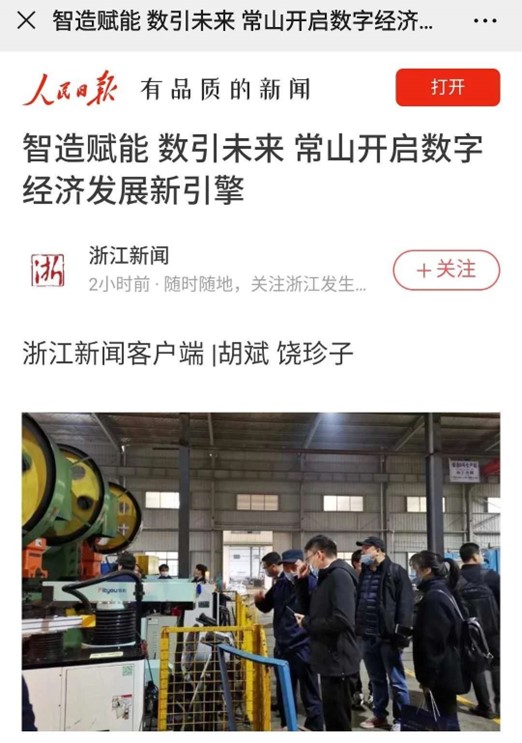 智造赋能 数引未来 常山开启数字经济...
人民日报 有品质的新闻
打开
智造赋能 数引未来 常山开启数字
经济发展新引擎
浙
浙江新闻
2小时前 · 随时随地，关注浙江发生...
＋关注
浙江新闻客户端 |胡斌 饶珍子